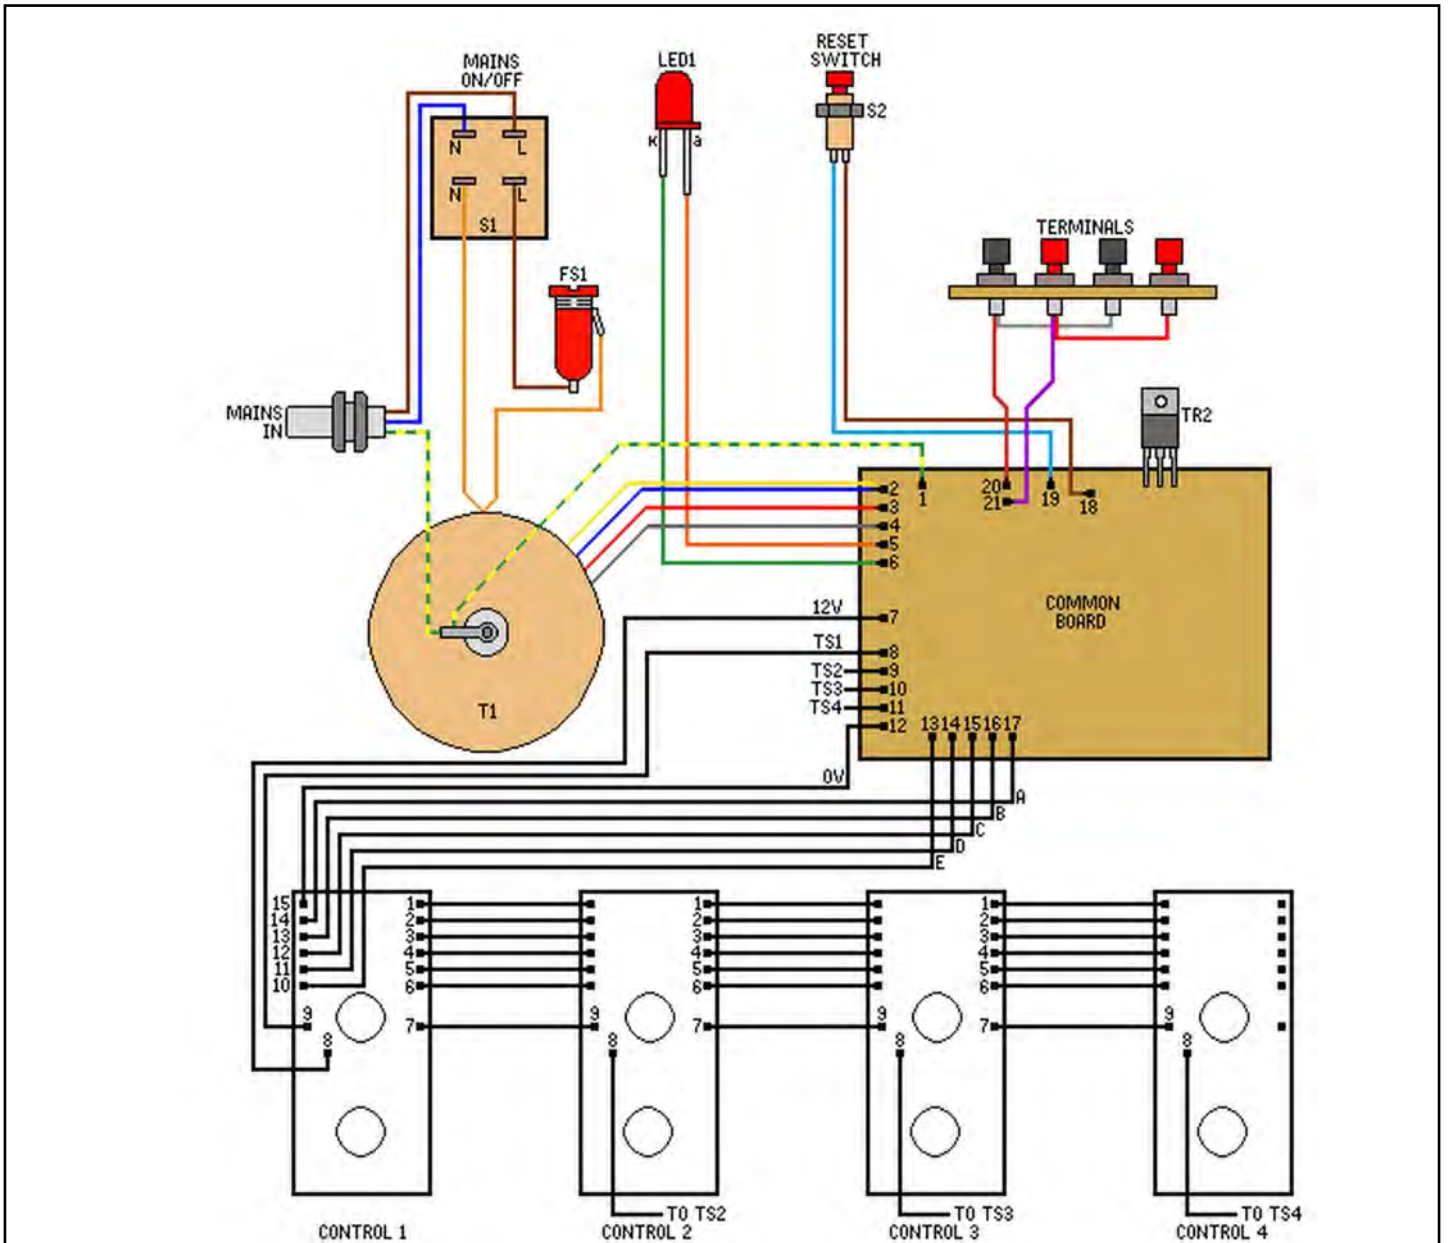 MAINS
ON/OFF
LED1
RESET
SWITCH
S2
K
a
N
L
N
L
S1
TERMINALS
FS1
MAINS
IN
TR2
2
3
4
5
6
1
20
21
19
18
COMMON
BOARD
12V
7
TS1
8
TS2
9
TS3
10
TS4
11
12
T1
13 14 15 16 17
0V
A
B
C
D
E
15
14
13
12
11
10
9
8
1
2
3
4
5
6
7
9
8
1
2
3
4
5
6
7
9
8
1
2
3
4
5
6
7
9
8
TO TS2
TO TS3
TO TS4
CONTROL 1
CONTROL 2
CONTROL 3
CONTROL 4